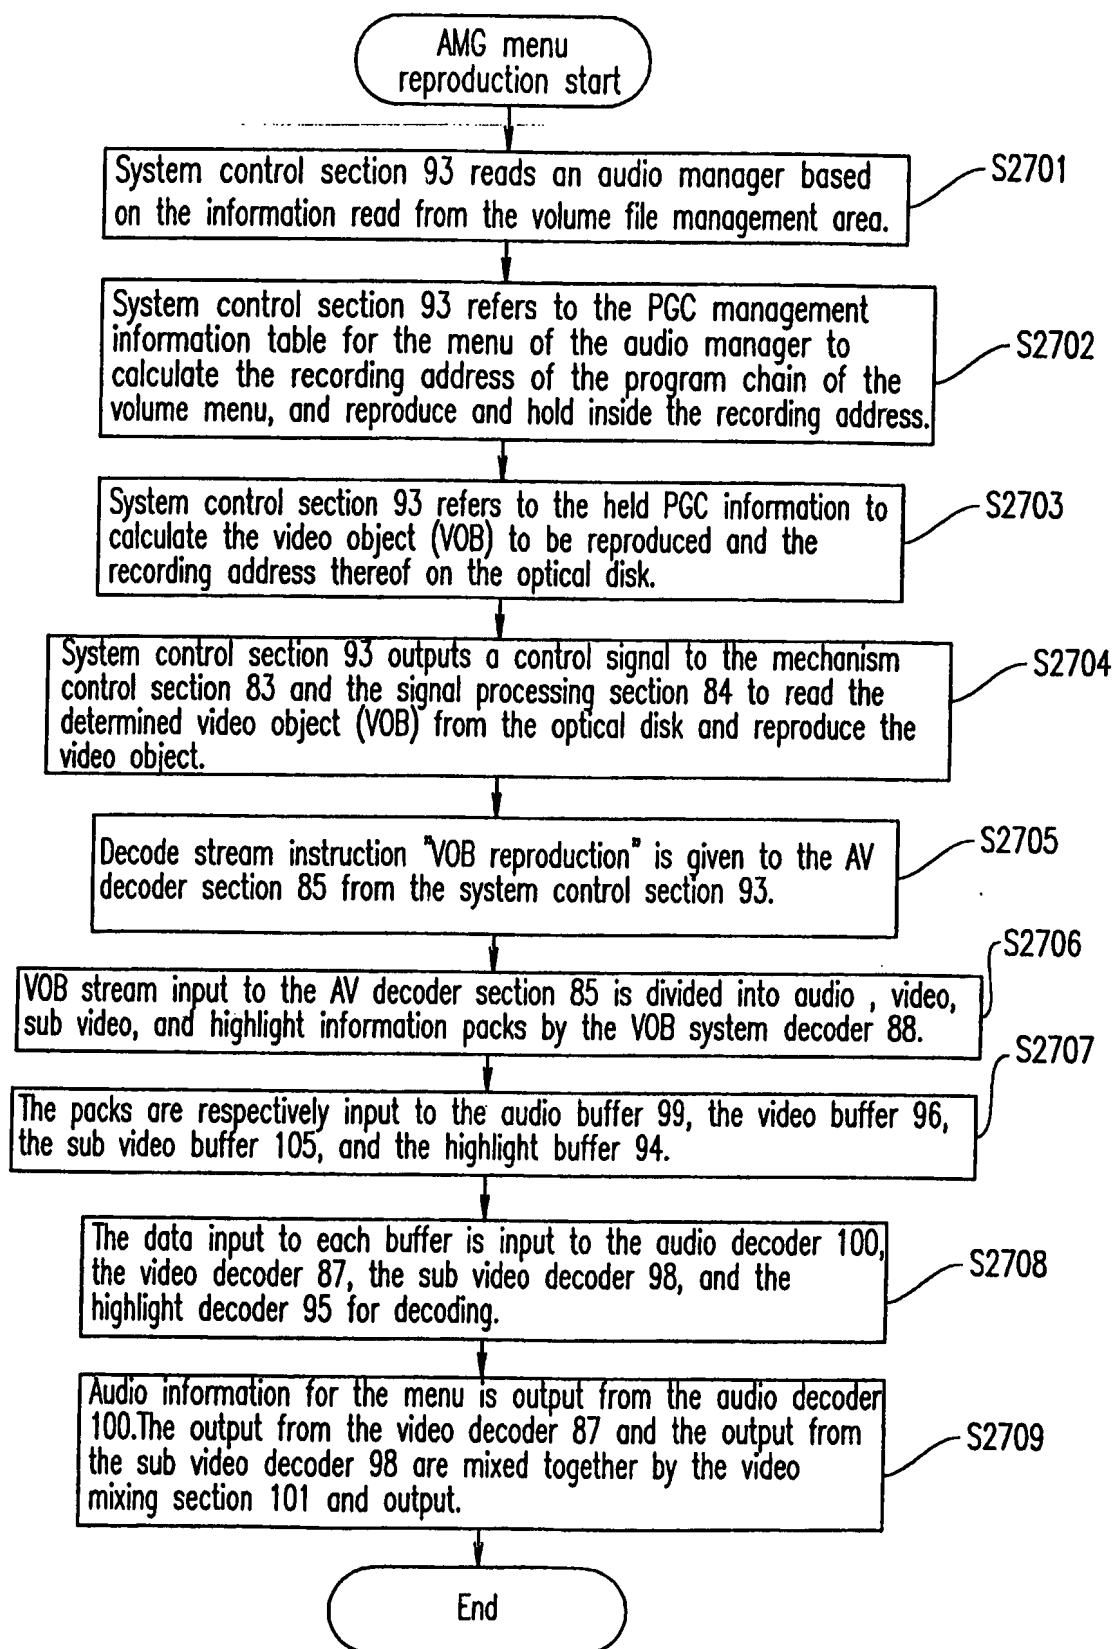 AMG menu
reproduction start
System control section 93 reads an audio manager based
on the information read from the volume file management area.
S2701
System control section 93 refers to the PGC management
information table for the menu of the audio manager to
calculate the recording address of the program chain of the
volume menu, and reproduce and hold inside the recording address.
S2702
System control section 93 refers to the held PGC information to
calculate the video object (VOB) to be reproduced and the
recording address thereof on the optical disk.
S2703
System control section 93 outputs a control signal to the mechanism
control section 83 and the signal processing section 84 to read the
determined video object (VOB) from the optical disk and reproduce the
video object.
S2704
Decode stream instruction "VOB reproduction" is given to the AV
decoder section 85 from the system control section 93.
S2705
VOB stream input to the AV decoder section 85 is divided into audio , video,
sub video, and highlight information packs by the VOB system decoder 88.
S2706
The packs are respectively input to the audio buffer 99, the video buffer 96,
the sub video buffer 105, and the highlight buffer 94.
S2707
The data input to each buffer is input to the audio decoder 100,
the video decoder 87, the sub video decoder 98, and the
highlight decoder 95 for decoding.
S2708
Audio information for the menu is output from the audio decoder
100.The output from the video decoder 87 and the output from
the sub video decoder 98 are mixed together by the video
mixing section 101 and output.
S2709
End